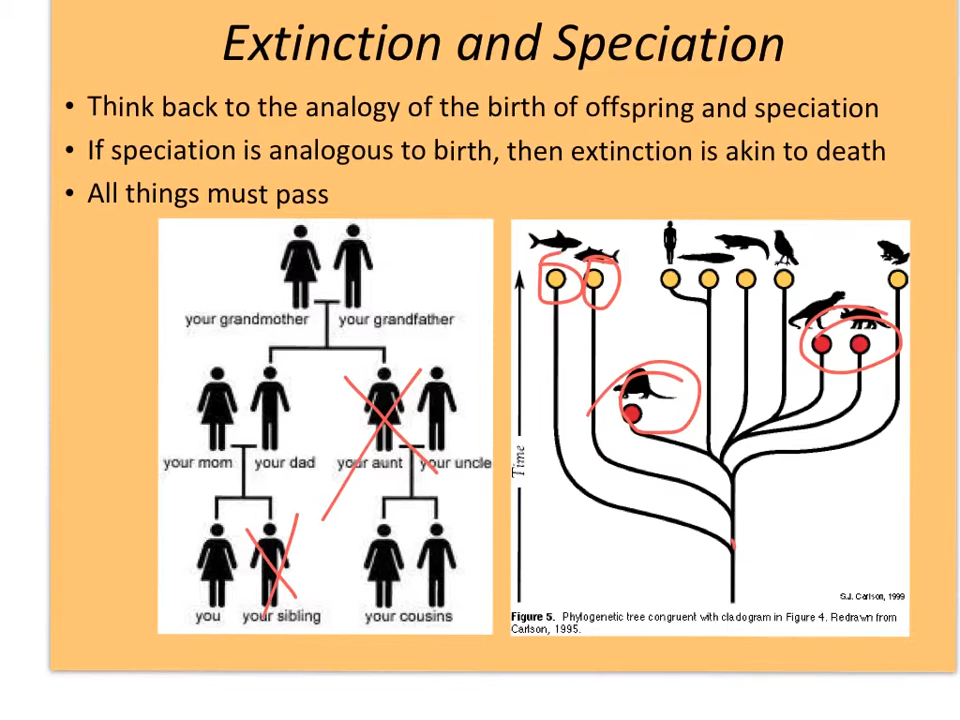 Extinction and Speciation
• Think back to the analogy of the birth of offspring and speciation
• If speciation is analogous to birth, then extinction is akin to death
• All things must pass
your grandmother your grandfather
your mom your dad your aunt your uncle
you your sibling your cousins
Time
S.J. Carlson, 1999
Figure 5. Phylogenetic tree congruent with cladogram in Figure 4. Redrawn from
Carlson, 1995.